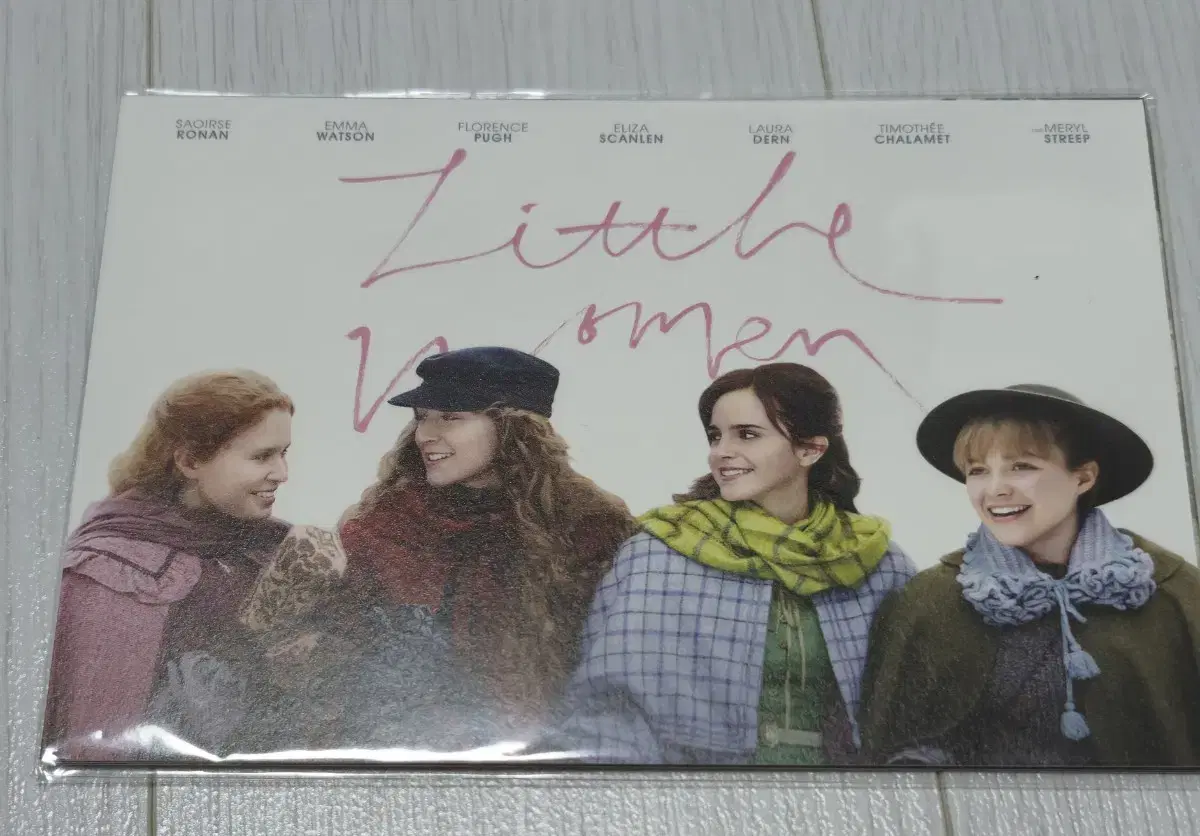 SAOIRSE
RONAN
EMMA
WATSON
FLORENCE
PUGH
ELIZA
SCANLEN
LAURA
DERN
TIMOTHÉE
CHALAMET
MERYL
STREEP
Little
Women